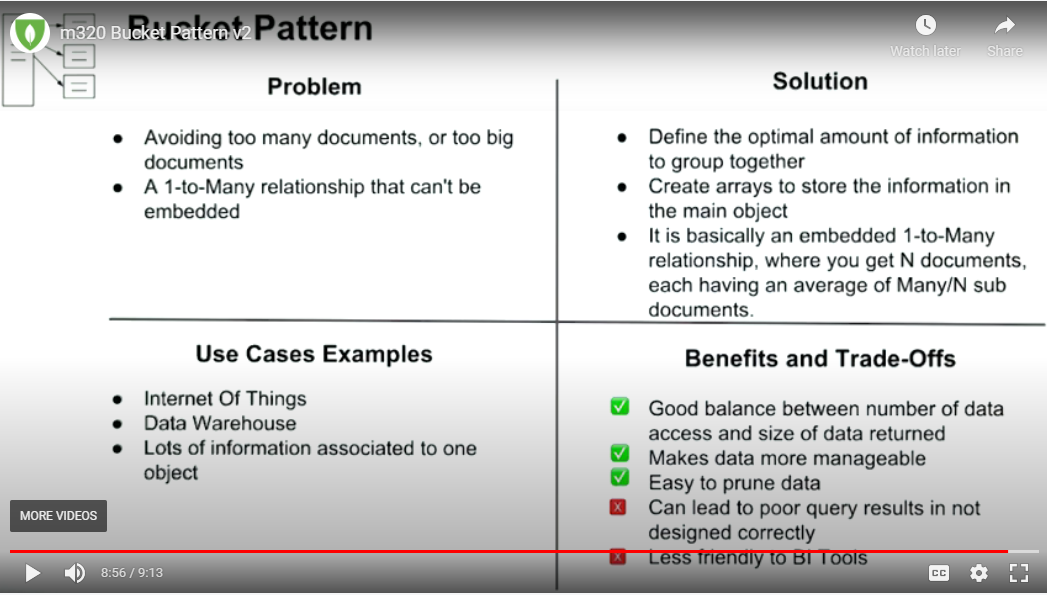 Bucket Pattern
m320 Bucket Pattern v2
Watch later
Share
Problem
● Avoiding too many documents, or too big
documents
● A 1-to-Many relationship that can't be
embedded
Solution
● Define the optimal amount of information
to group together
● Create arrays to store the information in
the main object
● It is basically an embedded 1-to-Many
relationship, where you get N documents,
each having an average of Many/N sub
documents.
Use Cases Examples
● Internet Of Things
● Data Warehouse
● Lots of information associated to one
object
Benefits and Trade-Offs
✅ Good balance between number of data
access and size of data returned
✅ Makes data more manageable
✅ Easy to prune data
X Can lead to poor query results in not
designed correctly
X Less friendly to BI Tools
MORE VIDEOS
8:56 / 9:13
CC